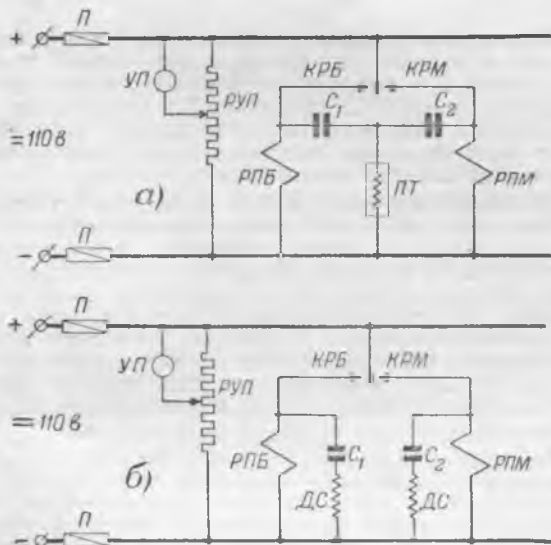 П
+
УП
РУП
КРБ
КРМ
C1
C2
= 110 в
РПБ
ПТ
РПМ
а)
П
−
П
+
УП
РУП
КРБ
КРМ
= 110 в
РПБ
C1
C2
РПМ
б)
ДС
ДС
П
−